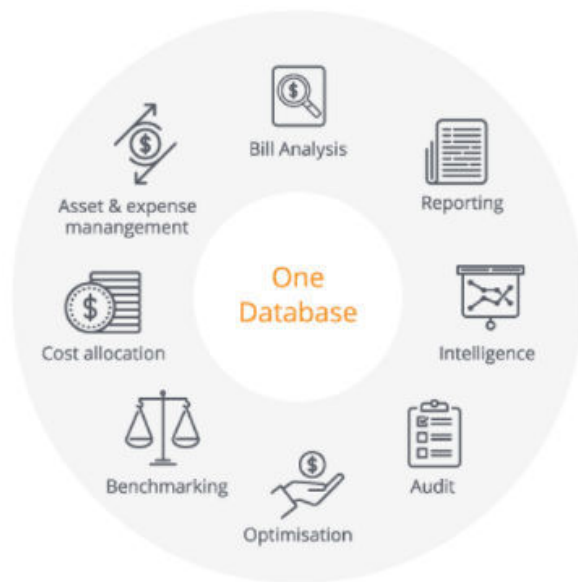 Bill Analysis
Reporting
Intelligence
Audit
Optimisation
Benchmarking
Cost allocation
Asset & expense
manangement
One
Database